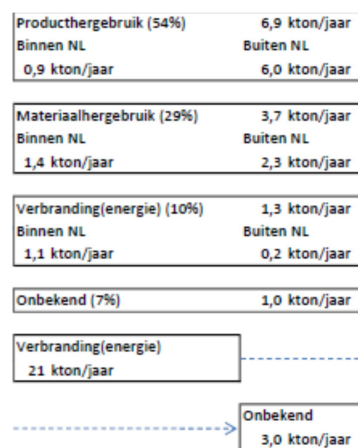 Producthergebruik (54%) 6,9 kton/jaar
Binnen NL Buiten NL
0,9 kton/jaar 6,0 kton/jaar
Materiaalhergebruik (29%) 3,7 kton/jaar
Binnen NL Buiten NL
1,4 kton/jaar 2,3 kton/jaar
Verbranding(energie) (10%) 1,3 kton/jaar
Binnen NL Buiten NL
1,1 kton/jaar 0,2 kton/jaar
Onbekend (7%) 1,0 kton/jaar
Verbranding(energie)
21 kton/jaar
Onbekend
3,0 kton/jaar